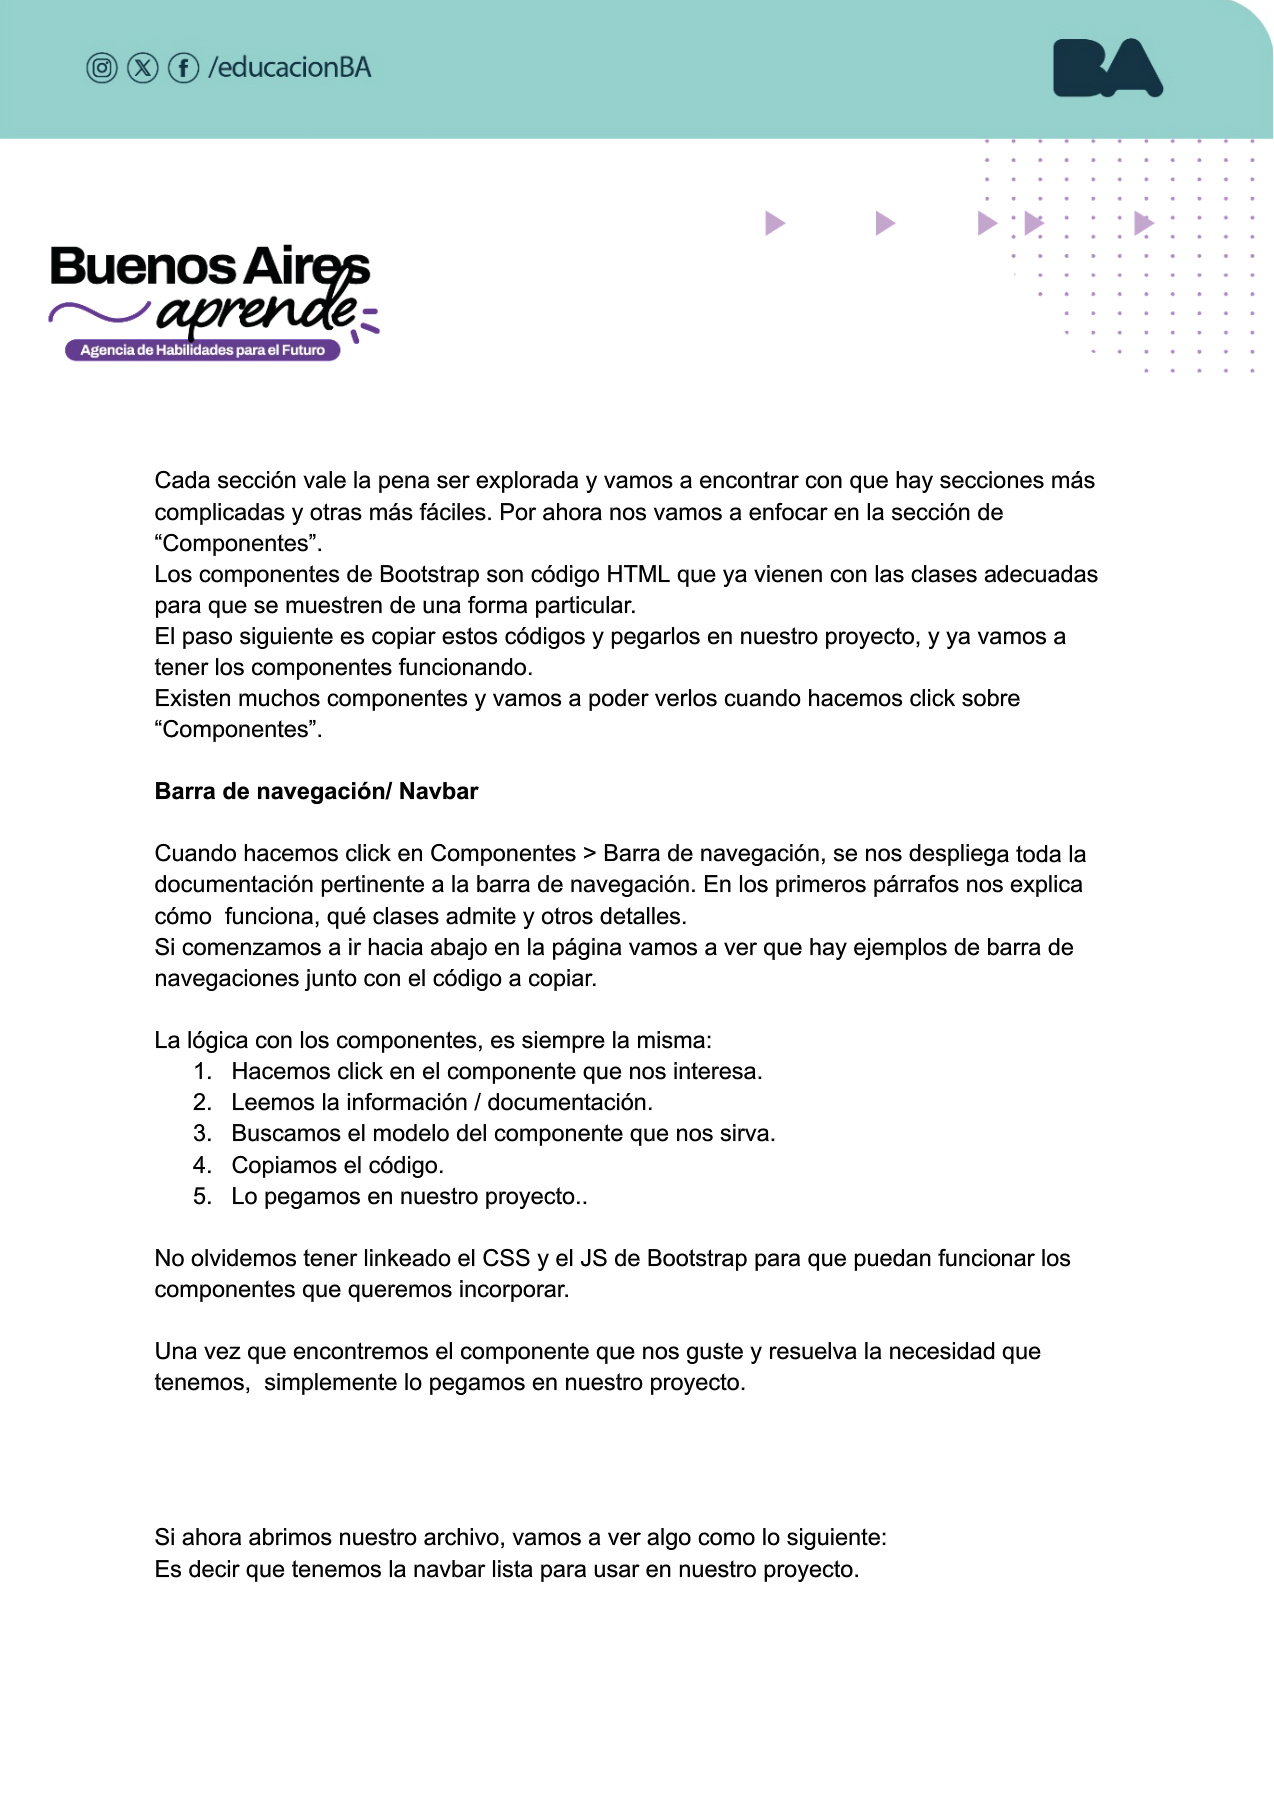 /educacionBA
BA
Buenos Aires
aprende
Agencia de Habilidades para el Futuro
Cada sección vale la pena ser explorada y vamos a encontrar con que hay secciones más
complicadas y otras más fáciles. Por ahora nos vamos a enfocar en la sección de
“Componentes”.
Los componentes de Bootstrap son código HTML que ya vienen con las clases adecuadas
para que se muestren de una forma particular.
El paso siguiente es copiar estos códigos y pegarlos en nuestro proyecto, y ya vamos a
tener los componentes funcionando.
Existen muchos componentes y vamos a poder verlos cuando hacemos click sobre
“Componentes”.
Barra de navegación/ Navbar
Cuando hacemos click en Componentes > Barra de navegación, se nos despliega toda la
documentación pertinente a la barra de navegación. En los primeros párrafos nos explica
cómo  funciona, qué clases admite y otros detalles.
Si comenzamos a ir hacia abajo en la página vamos a ver que hay ejemplos de barra de
navegaciones junto con el código a copiar.
La lógica con los componentes, es siempre la misma:
1. Hacemos click en el componente que nos interesa.
2. Leemos la información / documentación.
3. Buscamos el modelo del componente que nos sirva.
4. Copiamos el código.
5. Lo pegamos en nuestro proyecto..
No olvidemos tener linkeado el CSS y el JS de Bootstrap para que puedan funcionar los
componentes que queremos incorporar.
Una vez que encontremos el componente que nos guste y resuelva la necesidad que
tenemos,  simplemente lo pegamos en nuestro proyecto.
Si ahora abrimos nuestro archivo, vamos a ver algo como lo siguiente:
Es decir que tenemos la navbar lista para usar en nuestro proyecto.